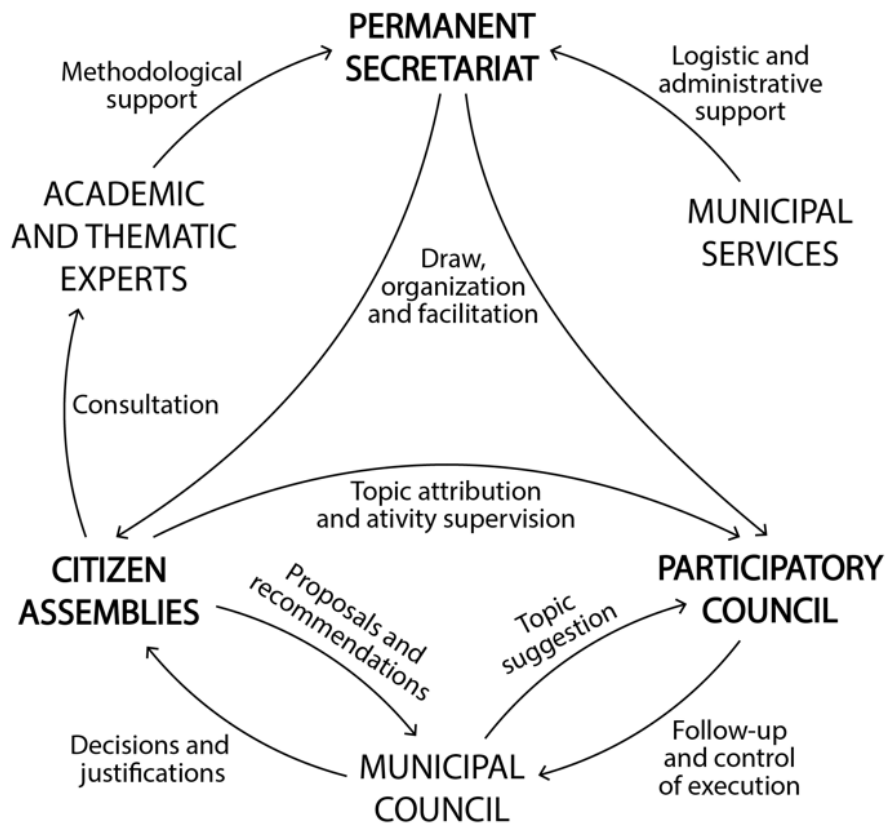 PERMANENT
SECRETARIAT
Methodological
support
Logistic and
administrative
support
ACADEMIC
AND THEMATIC
EXPERTS
MUNICIPAL
SERVICES
Draw,
organization
and facilitation
Consultation
Topic attribution
and ativity supervision
CITIZEN
ASSEMBLIES
PARTICIPATORY
COUNCIL
Proposals and
recommendations
Topic
suggestion
Decisions and
justifications
MUNICIPAL
COUNCIL
Follow-up
and control
of execution